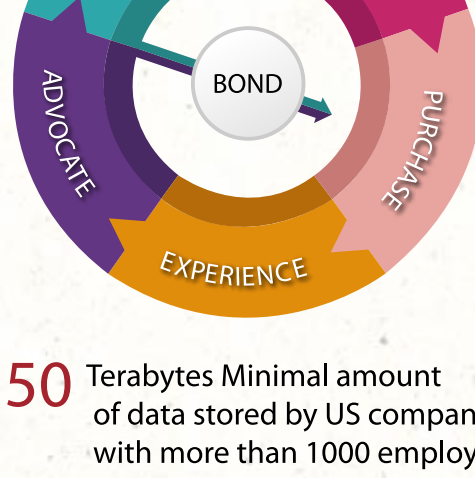 BOND
ADVOCATE
PURCHASE
EXPERIENCE
50 Terabytes Minimal amount
of data stored by US compan
with more than 1000 employ